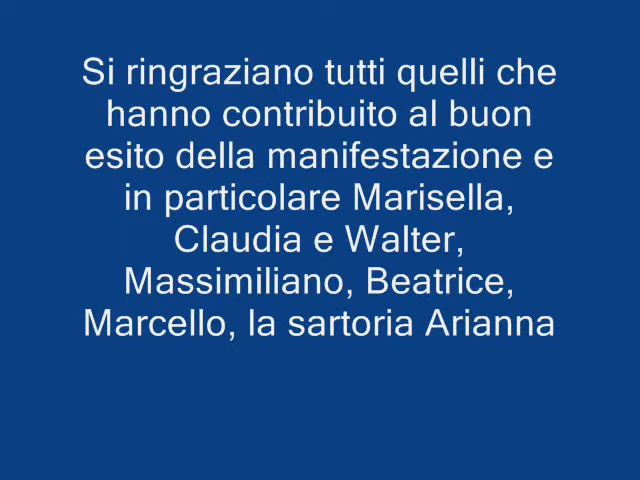 Si ringraziano tutti quelli che
hanno contribuito al buon
esito della manifestazione e
in particolare Marisella,
Claudia e Walter,
Massimiliano, Beatrice,
Marcello, la sartoria Arianna